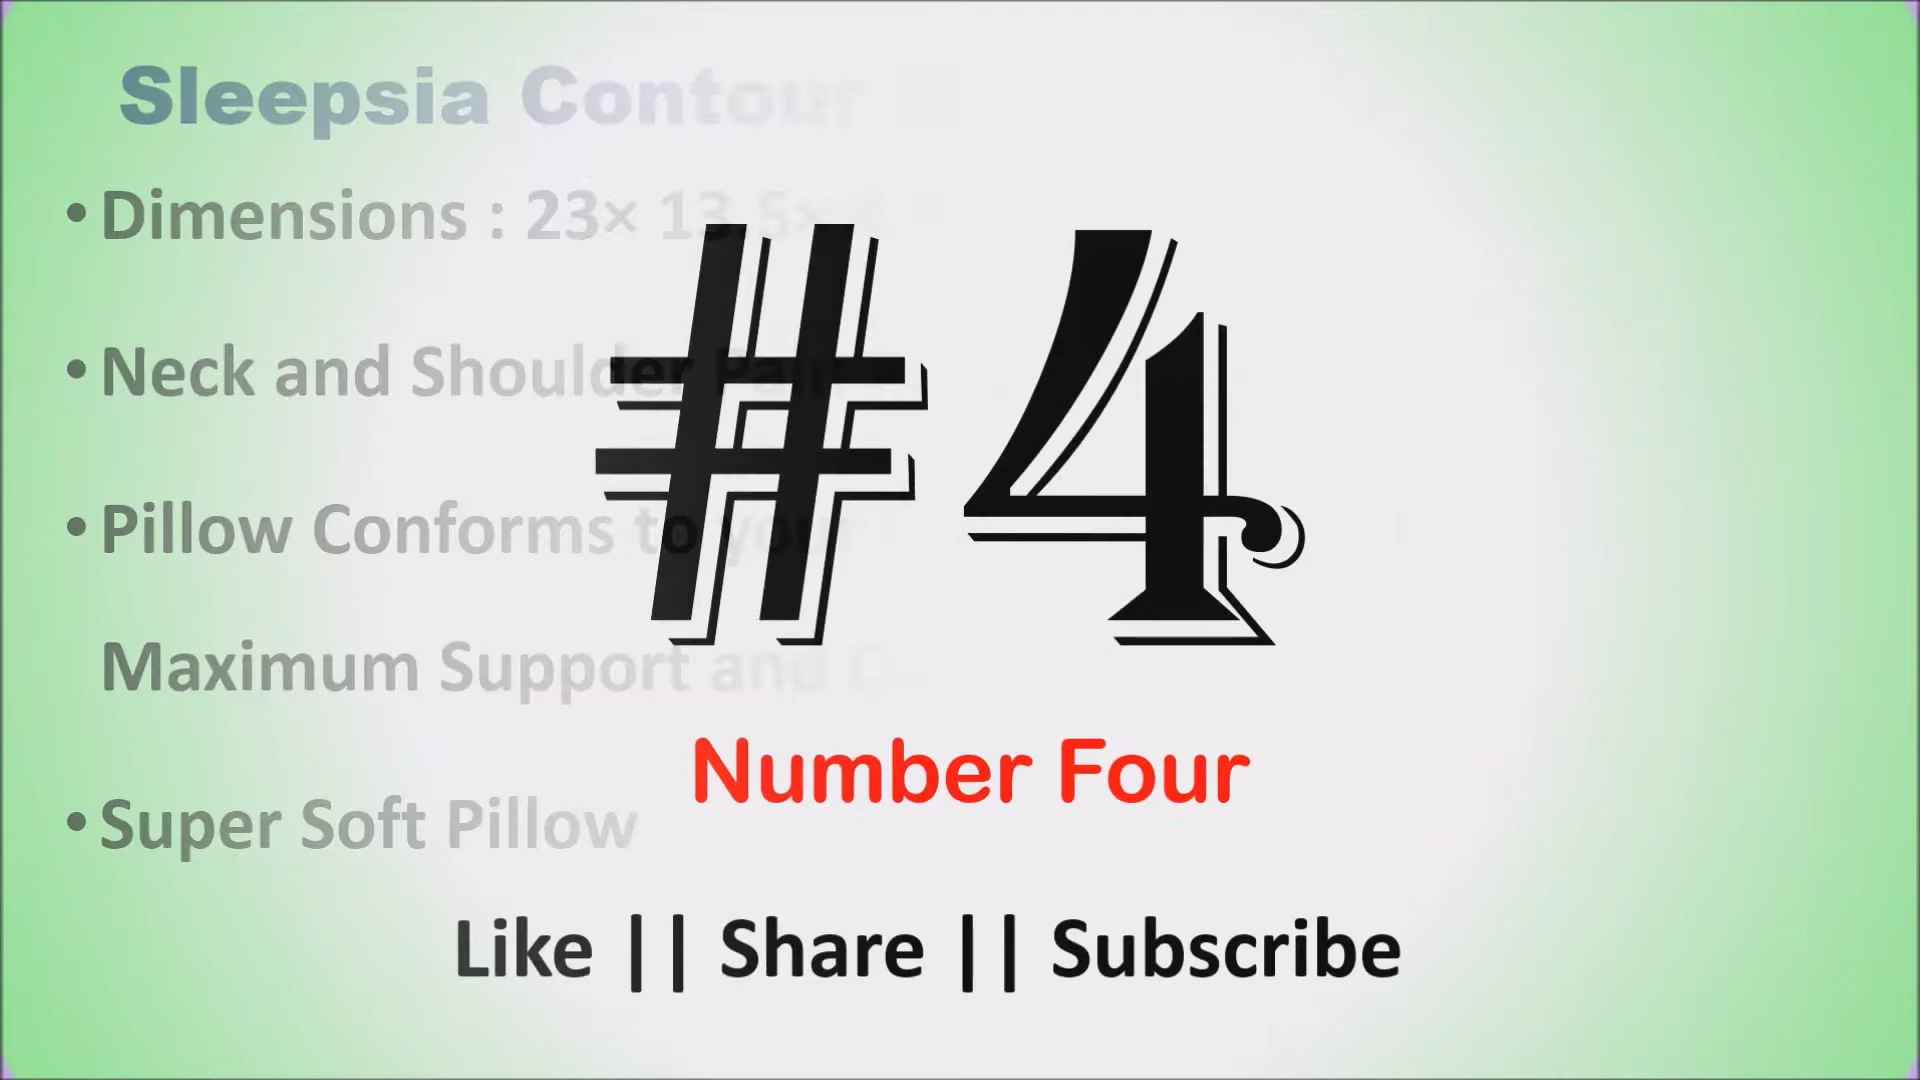 Sleepsia Contour
• Dimensions : 23× 13.5×
• Neck and Shoulder Pain
• Pillow Conforms to your
Maximum Support and
• Super Soft Pillow
#4
Number Four
Like || Share || Subscribe